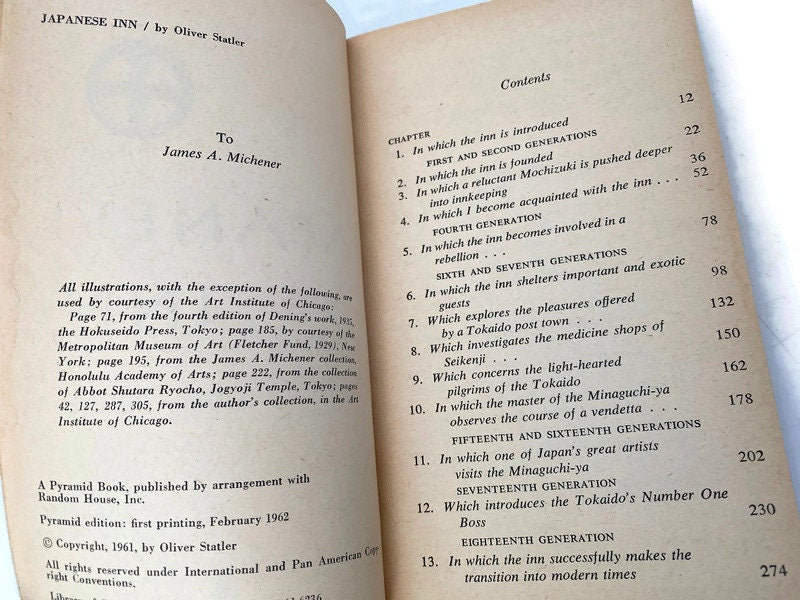 JAPANESE INN / by Oliver Statler
To
James A. Michener
All illustrations, with the exception of the following, are
used by courtesy of the Art Institute of Chicago:
Page 71, from the fourth edition of Dening's work, 1935,
the Hokuseido Press, Tokyo; page 185, by courtesy of the
Metropolitan Museum of Art (Fletcher Fund, 1929), New
York; page 195, from the James A. Michener collection,
Honolulu Academy of Arts; page 222, from the collection
of Abbot Shutara Ryocho, Jogyoji Temple, Tokyo; pages
42, 127, 287, 305, from the author's collection, in the Art
Institute of Chicago.
A Pyramid Book, published by arrangement with
Random House, Inc.
Pyramid edition: first printing, February 1962
© Copyright, 1961, by Oliver Statler
All rights reserved under International and Pan American Copy-
right Conventions.
Contents
CHAPTER
1. In which the inn is introduced 12
FIRST AND SECOND GENERATIONS
2. In which the inn is founded 22
3. In which a reluctant Mochizuki is pushed deeper
into innkeeping 36
4. In which I become acquainted with the inn . . . 52
FOURTH GENERATION
5. In which the inn becomes involved in a
rebellion . . . 78
SIXTH AND SEVENTH GENERATIONS
6. In which the inn shelters important and exotic
guests 98
7. Which explores the pleasures offered
by a Tokaido post town . . . 132
8. Which investigates the medicine shops of
Seikenji . . . 150
9. Which concerns the light-hearted
pilgrims of the Tokaido 162
10. In which the master of the Minaguchi-ya
observes the course of a vendetta . . . 178
FIFTEENTH AND SIXTEENTH GENERATIONS
11. In which one of Japan's great artists
visits the Minaguchi-ya 202
SEVENTEENTH GENERATION
12. Which introduces the Tokaido's Number One
Boss 230
EIGHTEENTH GENERATION
13. In which the inn successfully makes the
transition into modern times 274